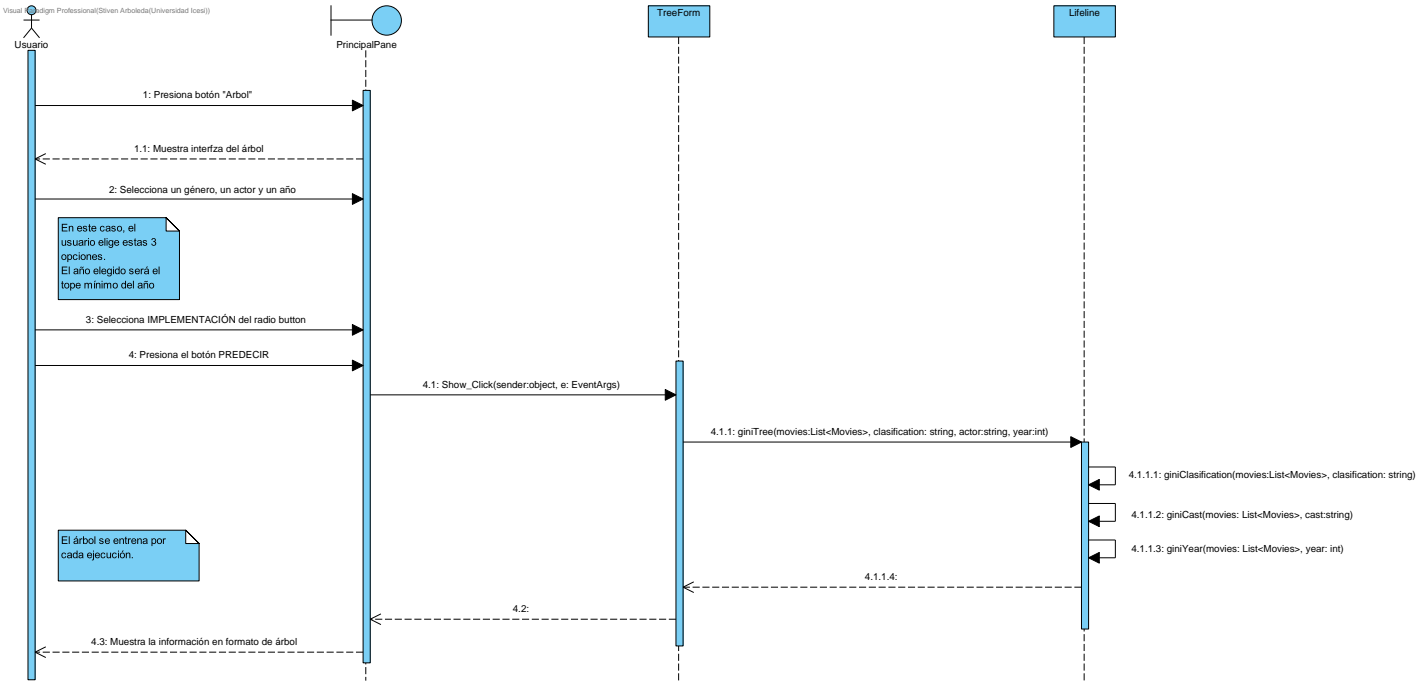 Visual Paradigm Professional(Stiven Arboleda(Universidad Icesi))
Usuario
PrincipalPane
TreeForm
Lifeline
1: Presiona botón "Arbol"
1.1: Muestra interfza del árbol
2: Selecciona un género, un actor y un año
En este caso, el
usuario elige estas 3
opciones.
El año elegido será el
tope mínimo del año
3: Selecciona IMPLEMENTACIÓN del radio button
4: Presiona el botón PREDECIR
4.1: Show_Click(sender:object, e: EventArgs)
4.1.1: giniTree(movies:List<Movies>, clasification: string, actor:string, year:int)
4.1.1.1: giniClasification(movies:List<Movies>, clasification: string)
4.1.1.2: giniCast(movies: List<Movies>, cast:string)
4.1.1.3: giniYear(movies: List<Movies>, year: int)
El árbol se entrena por
cada ejecución.
4.1.1.4:
4.2:
4.3: Muestra la información en formato de árbol